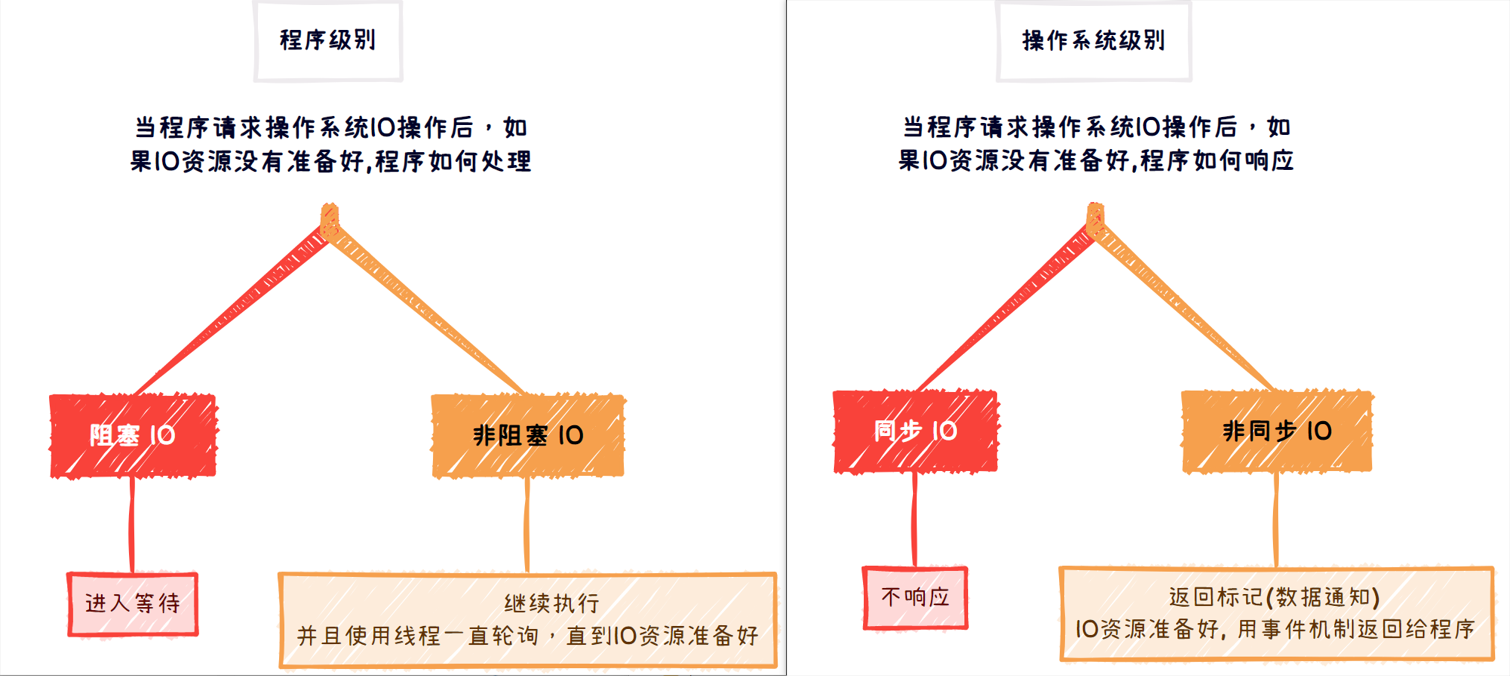 程序级别
当程序请求操作系统IO操作后，如
果IO资源没有准备好,程序如何处理
阻塞 IO
非阻塞 IO
进入等待
继续执行
并且使用线程一直轮询，直到IO资源准备好
操作系统级别
当程序请求操作系统IO操作后，如
果IO资源没有准备好,程序如何响应
同步 IO
非同步 IO
不响应
返回标记(数据通知)
IO资源准备好, 用事件机制返回给程序